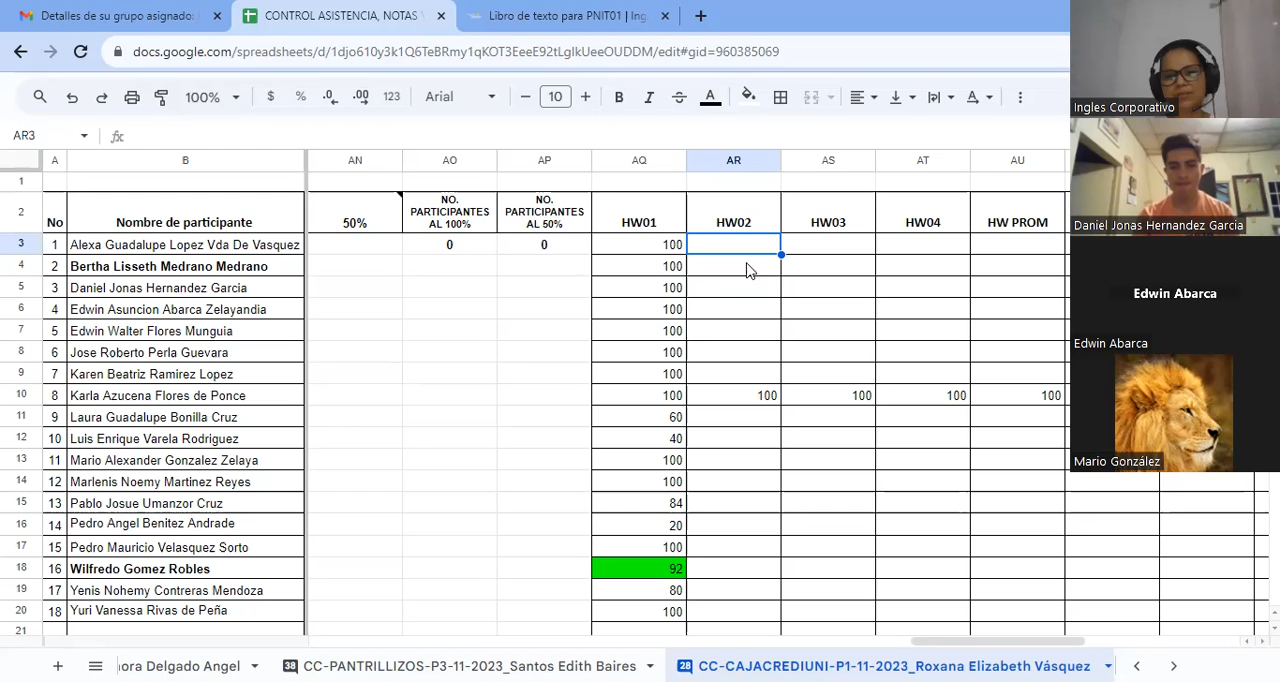 Detalles de su grupo asignado:
CONTROL ASISTENCIA, NOTAS
Libro de texto para PNIT01 | Ing
docs.google.com/spreadsheets/d/1djo610y3k1Q6TeBRmy1qKOT3EeeE92tLgIkUeeOUDDM/edit#gid=960385069
100% $ % .0 .00 123 Arial 10 B I A
AR3 fx
A B AN AO AP AQ AR AS AT AU
1
2 No Nombre de participante 50% NO. PARTICIPANTES AL 100% NO. PARTICIPANTES AL 50% HW01 HW02 HW03 HW04 HW PROM
3 1 Alexa Guadalupe Lopez Vda De Vasquez 0 0 100
4 2 Bertha Lisseth Medrano Medrano 100
5 3 Daniel Jonas Hernandez Garcia 100
6 4 Edwin Asuncion Abarca Zelayandia 100
7 5 Edwin Walter Flores Munguia 100
8 6 Jose Roberto Perla Guevara 100
9 7 Karen Beatriz Ramirez Lopez 100
10 8 Karla Azucena Flores de Ponce 100 100 100 100 100
11 9 Laura Guadalupe Bonilla Cruz 60
12 10 Luis Enrique Varela Rodriguez 40
13 11 Mario Alexander Gonzalez Zelaya 100
14 12 Marlenis Noemy Martinez Reyes 100
15 13 Pablo Josue Umanzor Cruz 84
16 14 Pedro Angel Benitez Andrade 20
17 15 Pedro Mauricio Velasquez Sorto 100
18 16 Wilfredo Gomez Robles 92
19 17 Yenis Nohemy Contreras Mendoza 80
20 18 Yuri Vanessa Rivas de Peña 100
21
ora Delgado Angel
38 CC-PANTRILLIZOS-P3-11-2023_Santos Edith Baires
28 CC-CAJACREDIUNI-P1-11-2023_Roxana Elizabeth Vásquez
Ingles Corporativo
Daniel Jonas Hernandez Garcia
Edwin Abarca
Edwin Abarca
Mario González